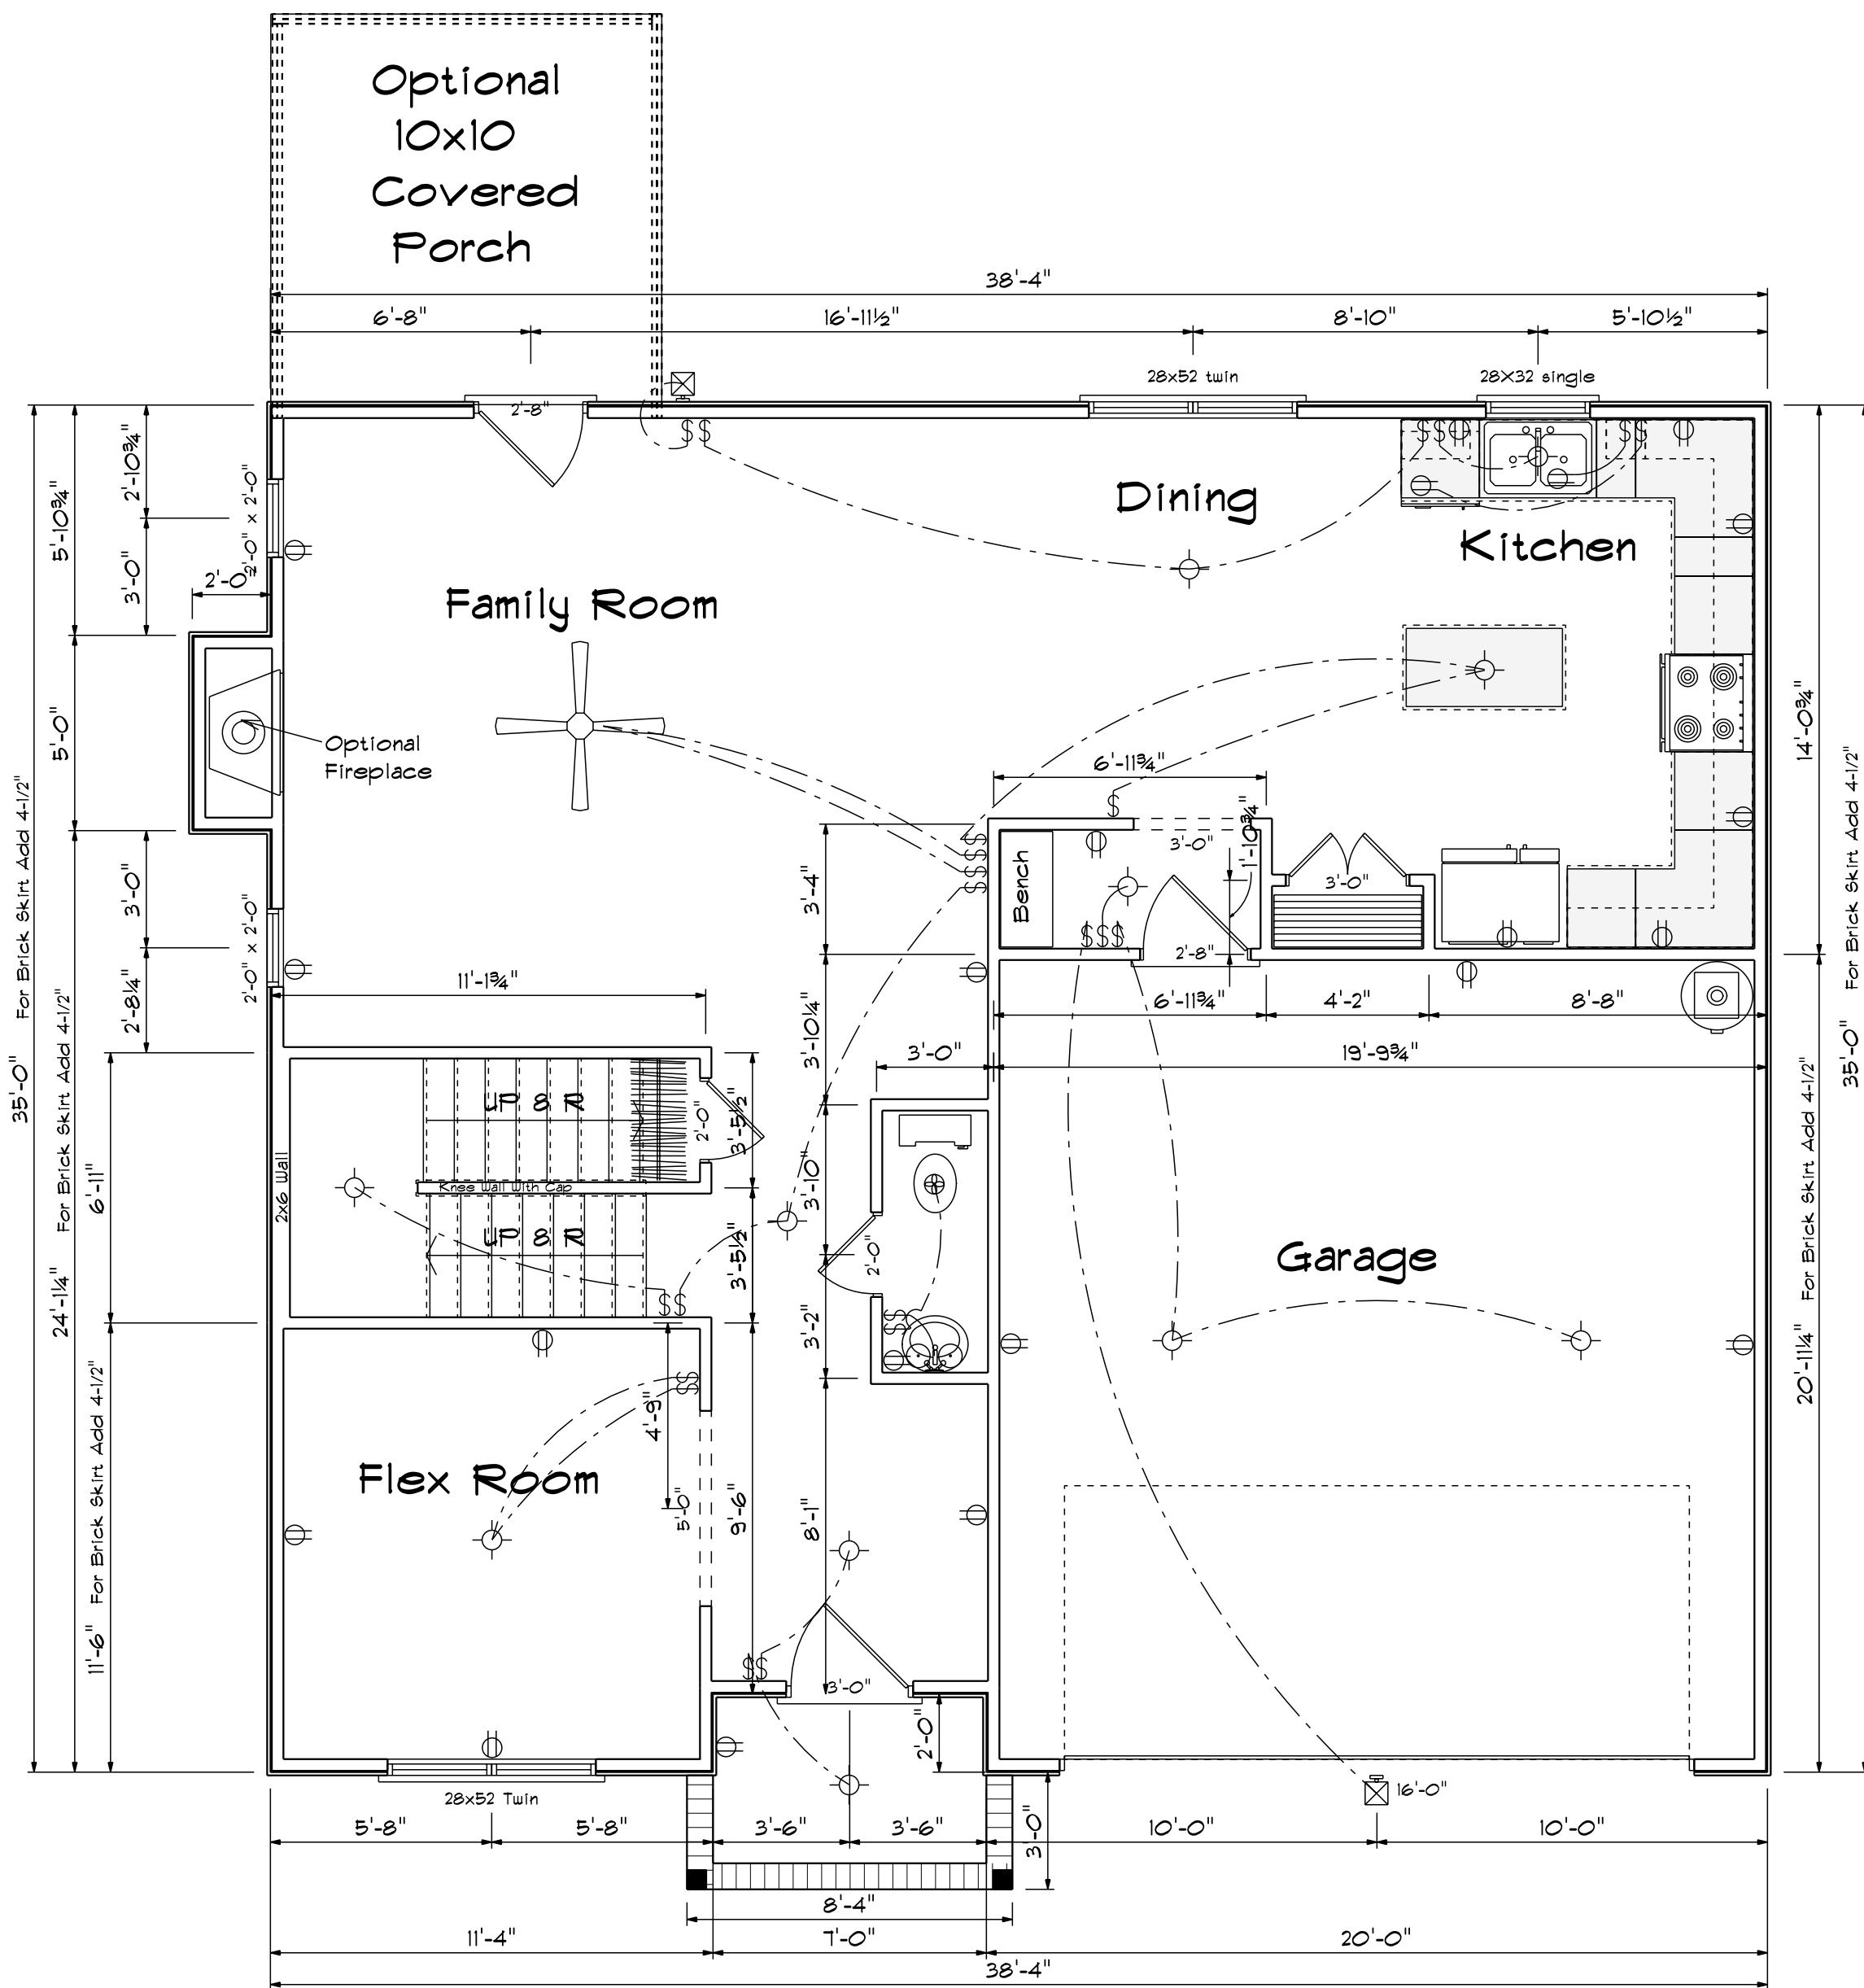 Optional
10x10
Covered
Porch
38'-4"
6'-8"
16'-11½"
8'-10"
5'-10½"
28x52 twin
28X32 single
2'-8"
2'-10¾"
5'-10¾"
2'-0" x 2'-0"
3'-0"
2'-0"
Dining
Kitchen
Family Room
5'-0"
Optional
Fireplace
14'-0¾"
35'-0" For Brick Skirt Add 4-1/2"
35'-0" For Brick Skirt Add 4-1/2"
6'-11¾"
3'-0"
1'-10¾"
Bench
3'-0"
2'-8"
3'-4"
3'-0"
2'-0" x 2'-0"
2'-8¼"
11'-1¾"
6'-11¾"
4'-2"
8'-8"
3'-10¼"
3'-0"
19'-9¾"
24'-1¼" For Brick Skirt Add 4-1/2"
20'-11¼" For Brick Skirt Add 4-1/2"
UP 8 R
2'-0"
3'-5½"
6'-11"
2x6 Wall
Knee Wall With Cap
3'-10"
UP 8 R
3'-5½"
2'-0"
3'-2"
Garage
11'-6" For Brick Skirt Add 4-1/2"
4'-9"
Flex Room
5'-0"
9'-6"
8'-1"
3'-0"
2'-0"
28x52 Twin
16'-0"
5'-8"
5'-8"
3'-6"
3'-6"
3'-0"
10'-0"
10'-0"
8'-4"
11'-4"
7'-0"
20'-0"
38'-4"